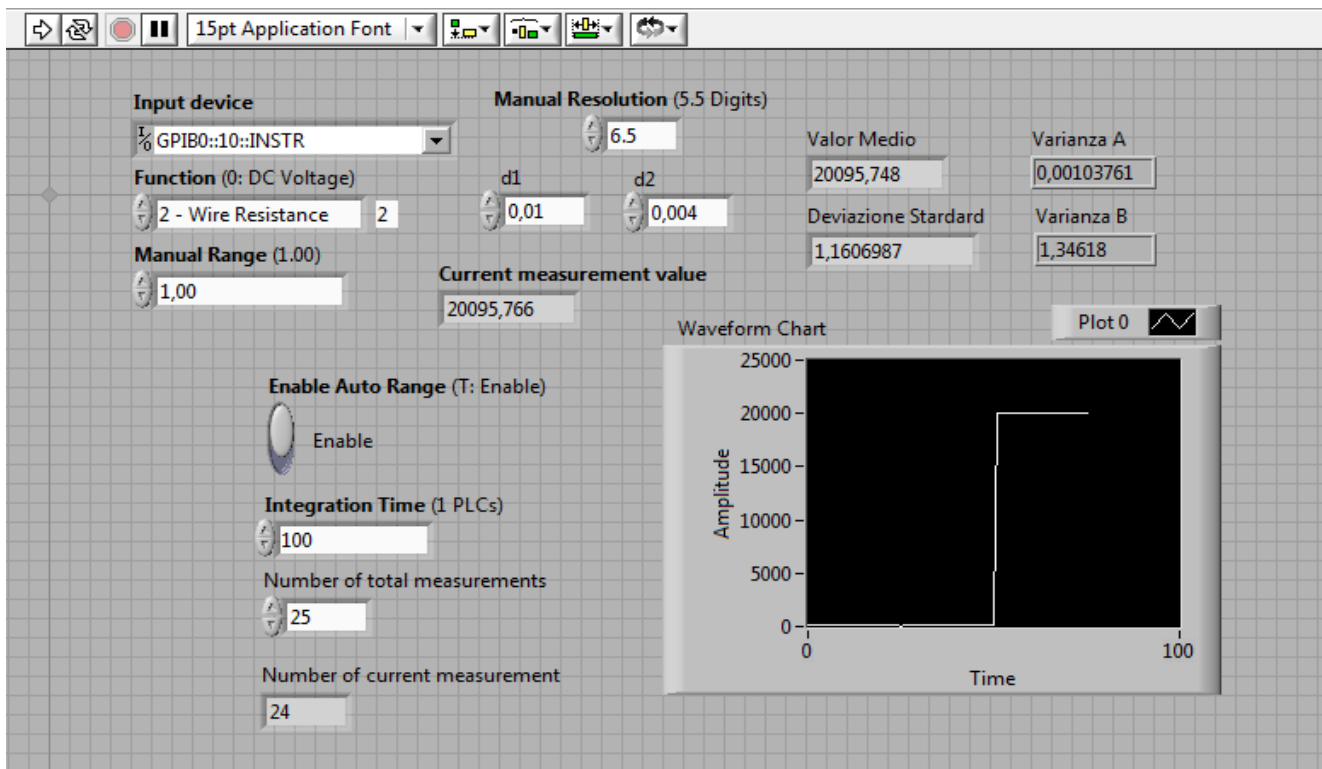 15pt Application Font
Input device
GPIB0::10::INSTR
Function (0: DC Voltage)
2 - Wire Resistance 2
Manual Range (1.00)
1,00
Manual Resolution (5.5 Digits)
6.5
d1 d2
0,01 0,004
Current measurement value
20095,766
Valor Medio Varianza A
20095,748 0,00103761
Deviazione Stardard Varianza B
1,1606987 1,34618
Enable Auto Range (T: Enable)
Enable
Integration Time (1 PLCs)
100
Number of total measurements
25
Number of current measurement
24
Waveform Chart Plot 0
25000
20000
15000
10000
5000
0
Amplitude
0 100
Time